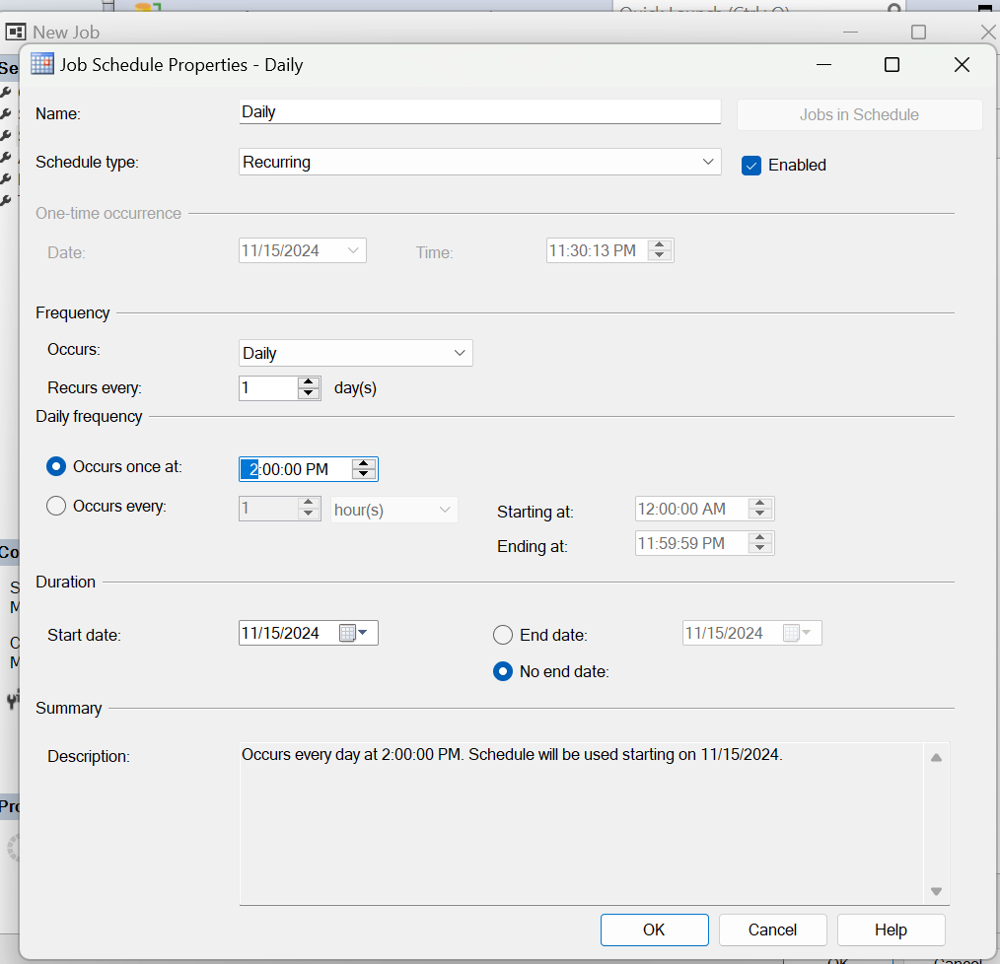 New Job
Job Schedule Properties - Daily
Name: Daily Jobs in Schedule
Schedule type: Recurring Enabled
One-time occurrence
Date: 11/15/2024 Time: 11:30:13 PM
Frequency
Occurs: Daily
Recurs every: 1 day(s)
Daily frequency
Occurs once at: 2:00:00 PM
Occurs every: 1 hour(s) Starting at: 12:00:00 AM
Ending at: 11:59:59 PM
Duration
Start date: 11/15/2024 End date: 11/15/2024
No end date:
Summary
Description: Occurs every day at 2:00:00 PM. Schedule will be used starting on 11/15/2024.
OK Cancel Help